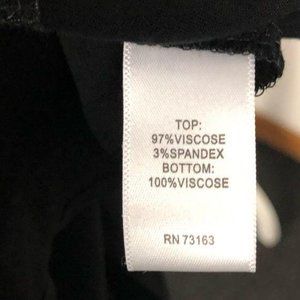 TOP:
97%VISCOSE
3%SPANDEX
BOTTOM:
100%VISCOSE
RN 73163